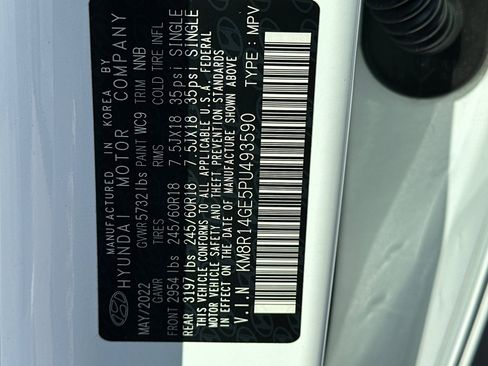 MANUFACTURED IN KOREA BY
HYUNDAI MOTOR COMPANY
MAY/2022 GVWR 5732 lbs PAINT WC9 TRIM NNB
GAWR TIRES RIMS COLD TIRE INFL
FRONT 2954 lbs 245/60R18 7.5JX18 35psi SINGLE
REAR 3197 lbs 245/60R18 7.5JX18 35psi SINGLE
THIS VEHICLE CONFORMS TO ALL APPLICABLE U.S.A. FEDERAL
MOTOR VEHICLE SAFETY, BUMPER, AND THEFT PREVENTION STANDARDS
IN EFFECT ON THE DATE OF MANUFACTURE SHOWN ABOVE
V.I.N KM8R14GE5PU493590 TYPE : MPV